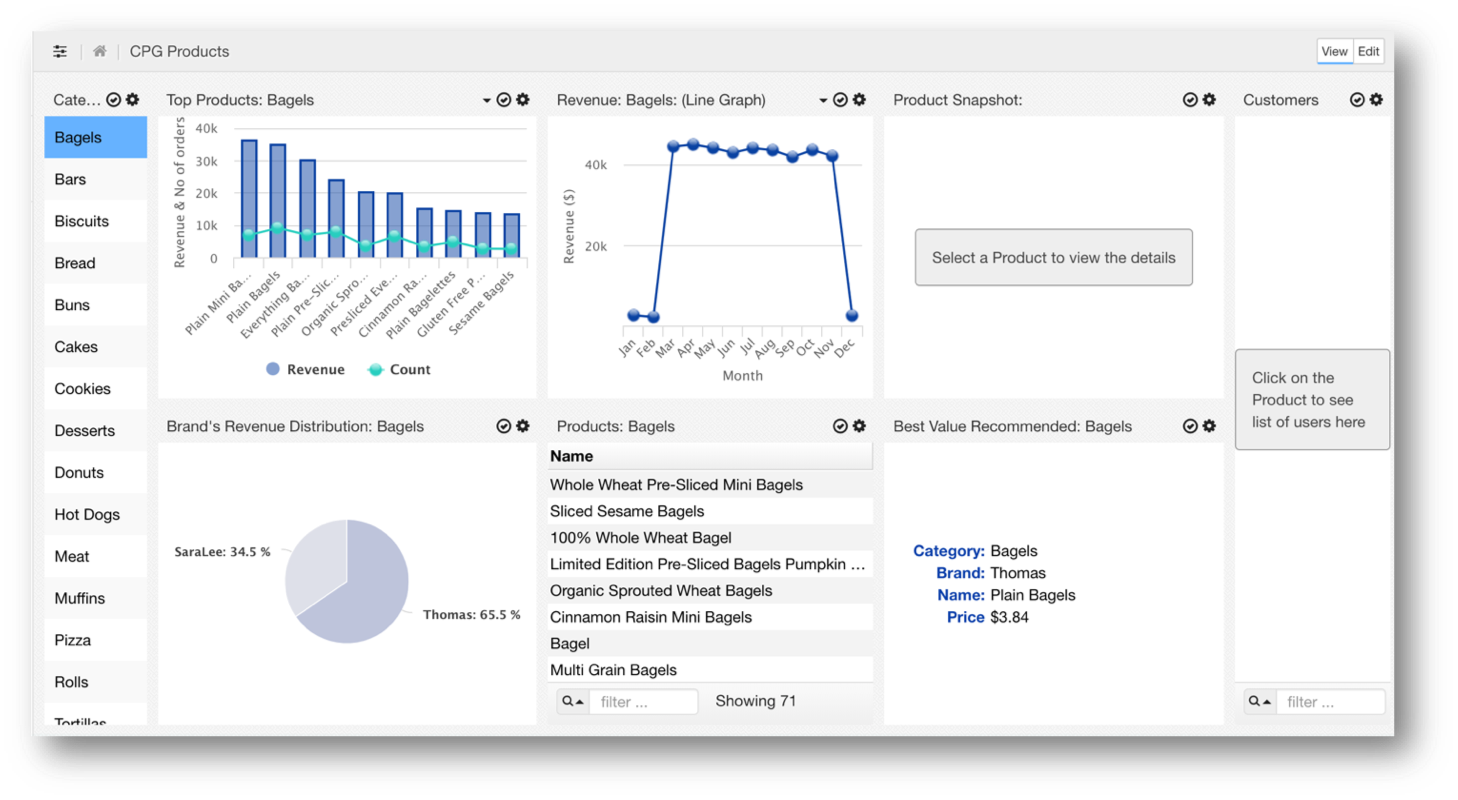 CPG Products
View Edit
Cate...
Bagels
Bars
Biscuits
Bread
Buns
Cakes
Cookies
Desserts
Donuts
Hot Dogs
Meat
Muffins
Pizza
Rolls
Tortillas
Top Products: Bagels
Revenue & No of orders
40k
30k
20k
10k
0
Plain Mini Ba...
Plain Bagels
Everything Ba...
Plain Pre-Slic...
Organic Spro...
Presliced Eve...
Cinnamon Ra...
Plain Bagelettes
Gluten Free P...
Sesame Bagels
Revenue Count
Revenue: Bagels: (Line Graph)
Revenue ($)
40k
20k
Jan
Feb
Mar
Apr
May
Jun
Jul
Aug
Sep
Oct
Nov
Dec
Month
Product Snapshot:
Select a Product to view the details
Customers
Click on the
Product to see
list of users here
filter ...
Brand's Revenue Distribution: Bagels
SaraLee: 34.5 %
Thomas: 65.5 %
Products: Bagels
Name
Whole Wheat Pre-Sliced Mini Bagels
Sliced Sesame Bagels
100% Whole Wheat Bagel
Limited Edition Pre-Sliced Bagels Pumpkin ...
Organic Sprouted Wheat Bagels
Cinnamon Raisin Mini Bagels
Bagel
Multi Grain Bagels
filter ... Showing 71
Best Value Recommended: Bagels
Category: Bagels
Brand: Thomas
Name: Plain Bagels
Price $3.84